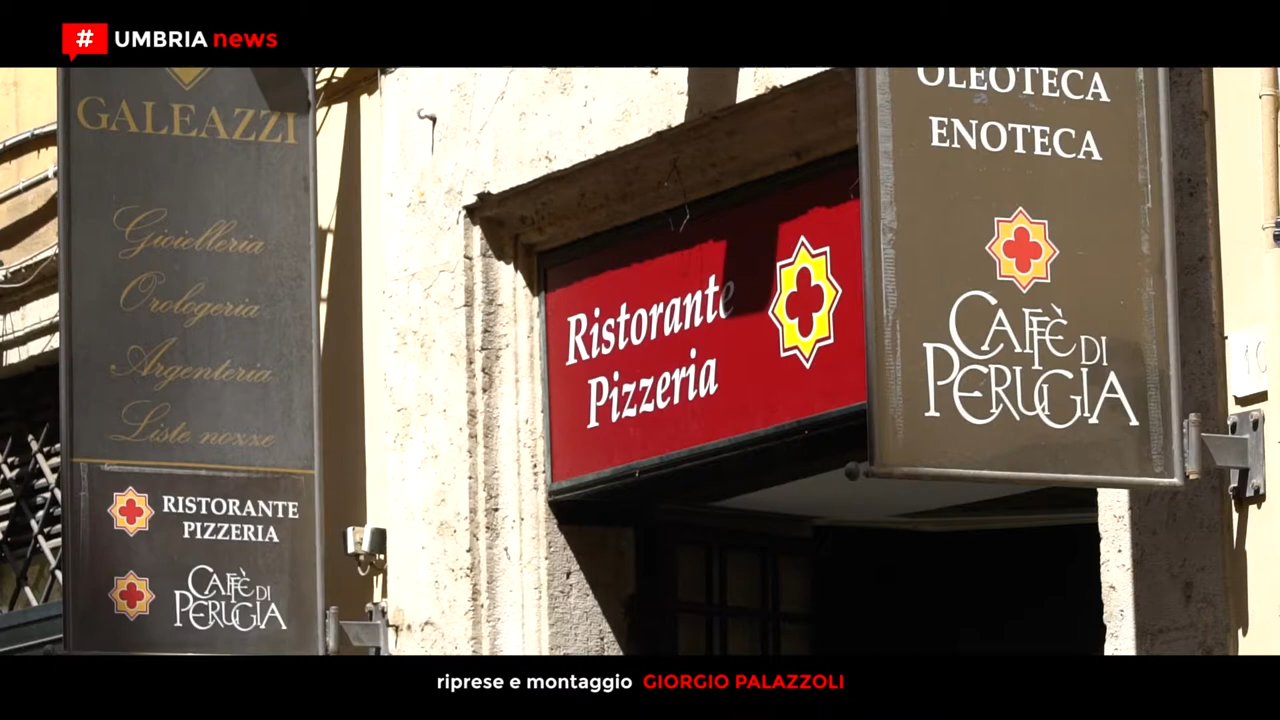 # UMBRIA news
GALEAZZI
Gioielleria
Orologeria
Argenteria
Liste nozze
RISTORANTE
PIZZERIA
CAFFÈ DI
PERUGIA
Ristorante
Pizzeria
OLEOTECA
ENOTECA
CAFFÈ DI
PERUGIA
riprese e montaggio GIORGIO PALAZZOLI